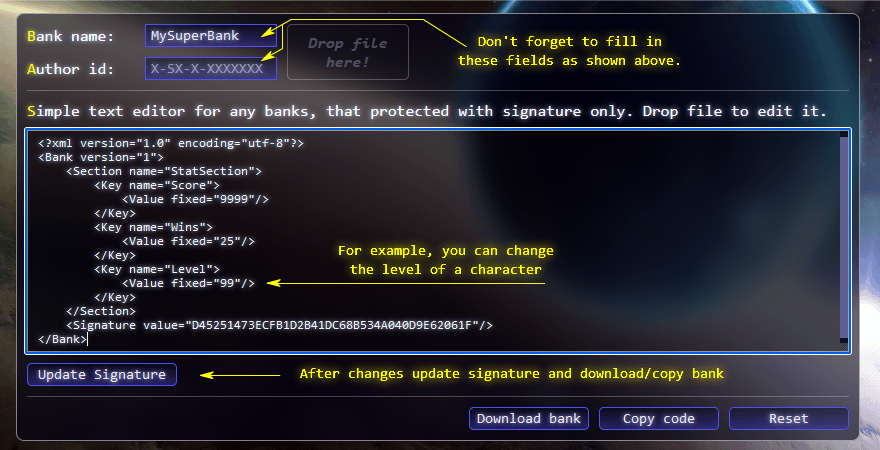 Bank name:
MySuperBank
Author id:
X-SX-X-XXXXXXX
Drop file
here!
Don't forget to fill in
these fields as shown above.
Simple text editor for any banks, that protected with signature only. Drop file to edit it.
<?xml version="1.0" encoding="utf-8"?>
<Bank version="1">
<Section name="StatSection">
<Key name="Score">
<Value fixed="9999"/>
</Key>
<Key name="Wins">
<Value fixed="25"/>
</Key>
<Key name="Level">
<Value fixed="99"/>
</Key>
</Section>
<Signature value="D45251473ECFB1D2B41DC68B534A040D9E62061F"/>
</Bank>
For example, you can change
the level of a character
Update Signature
After changes update signature and download/copy bank
Download bank
Copy code
Reset